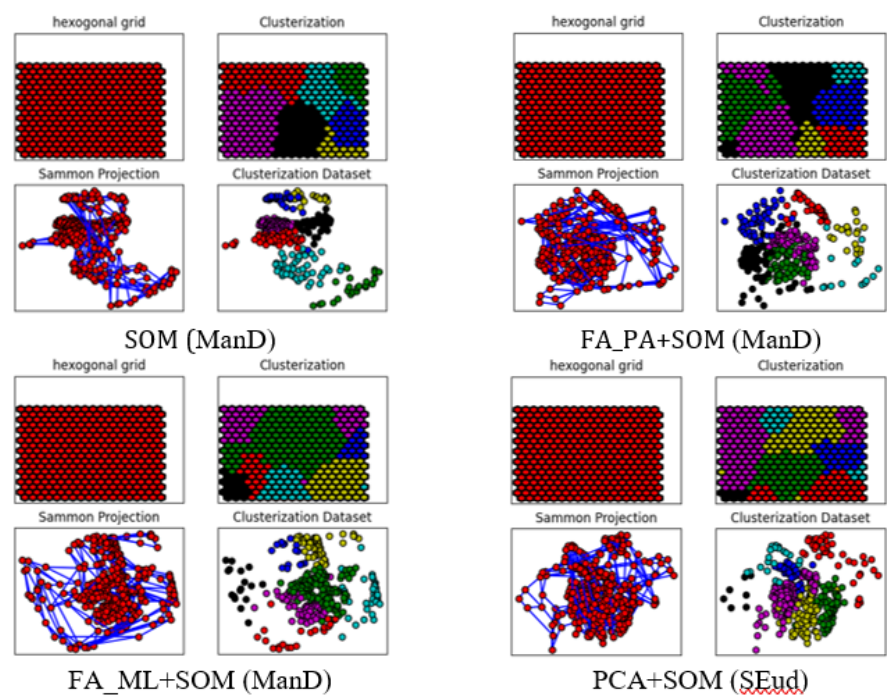 hexogonal grid
Clusterization
Sammon Projection
Clusterization Dataset
SOM (ManD)
hexogonal grid
Clusterization
Sammon Projection
Clusterization Dataset
FA_PA+SOM (ManD)
hexogonal grid
Clusterization
Sammon Projection
Clusterization Dataset
FA_ML+SOM (ManD)
hexogonal grid
Clusterization
Sammon Projection
Clusterization Dataset
PCA+SOM (SEud)